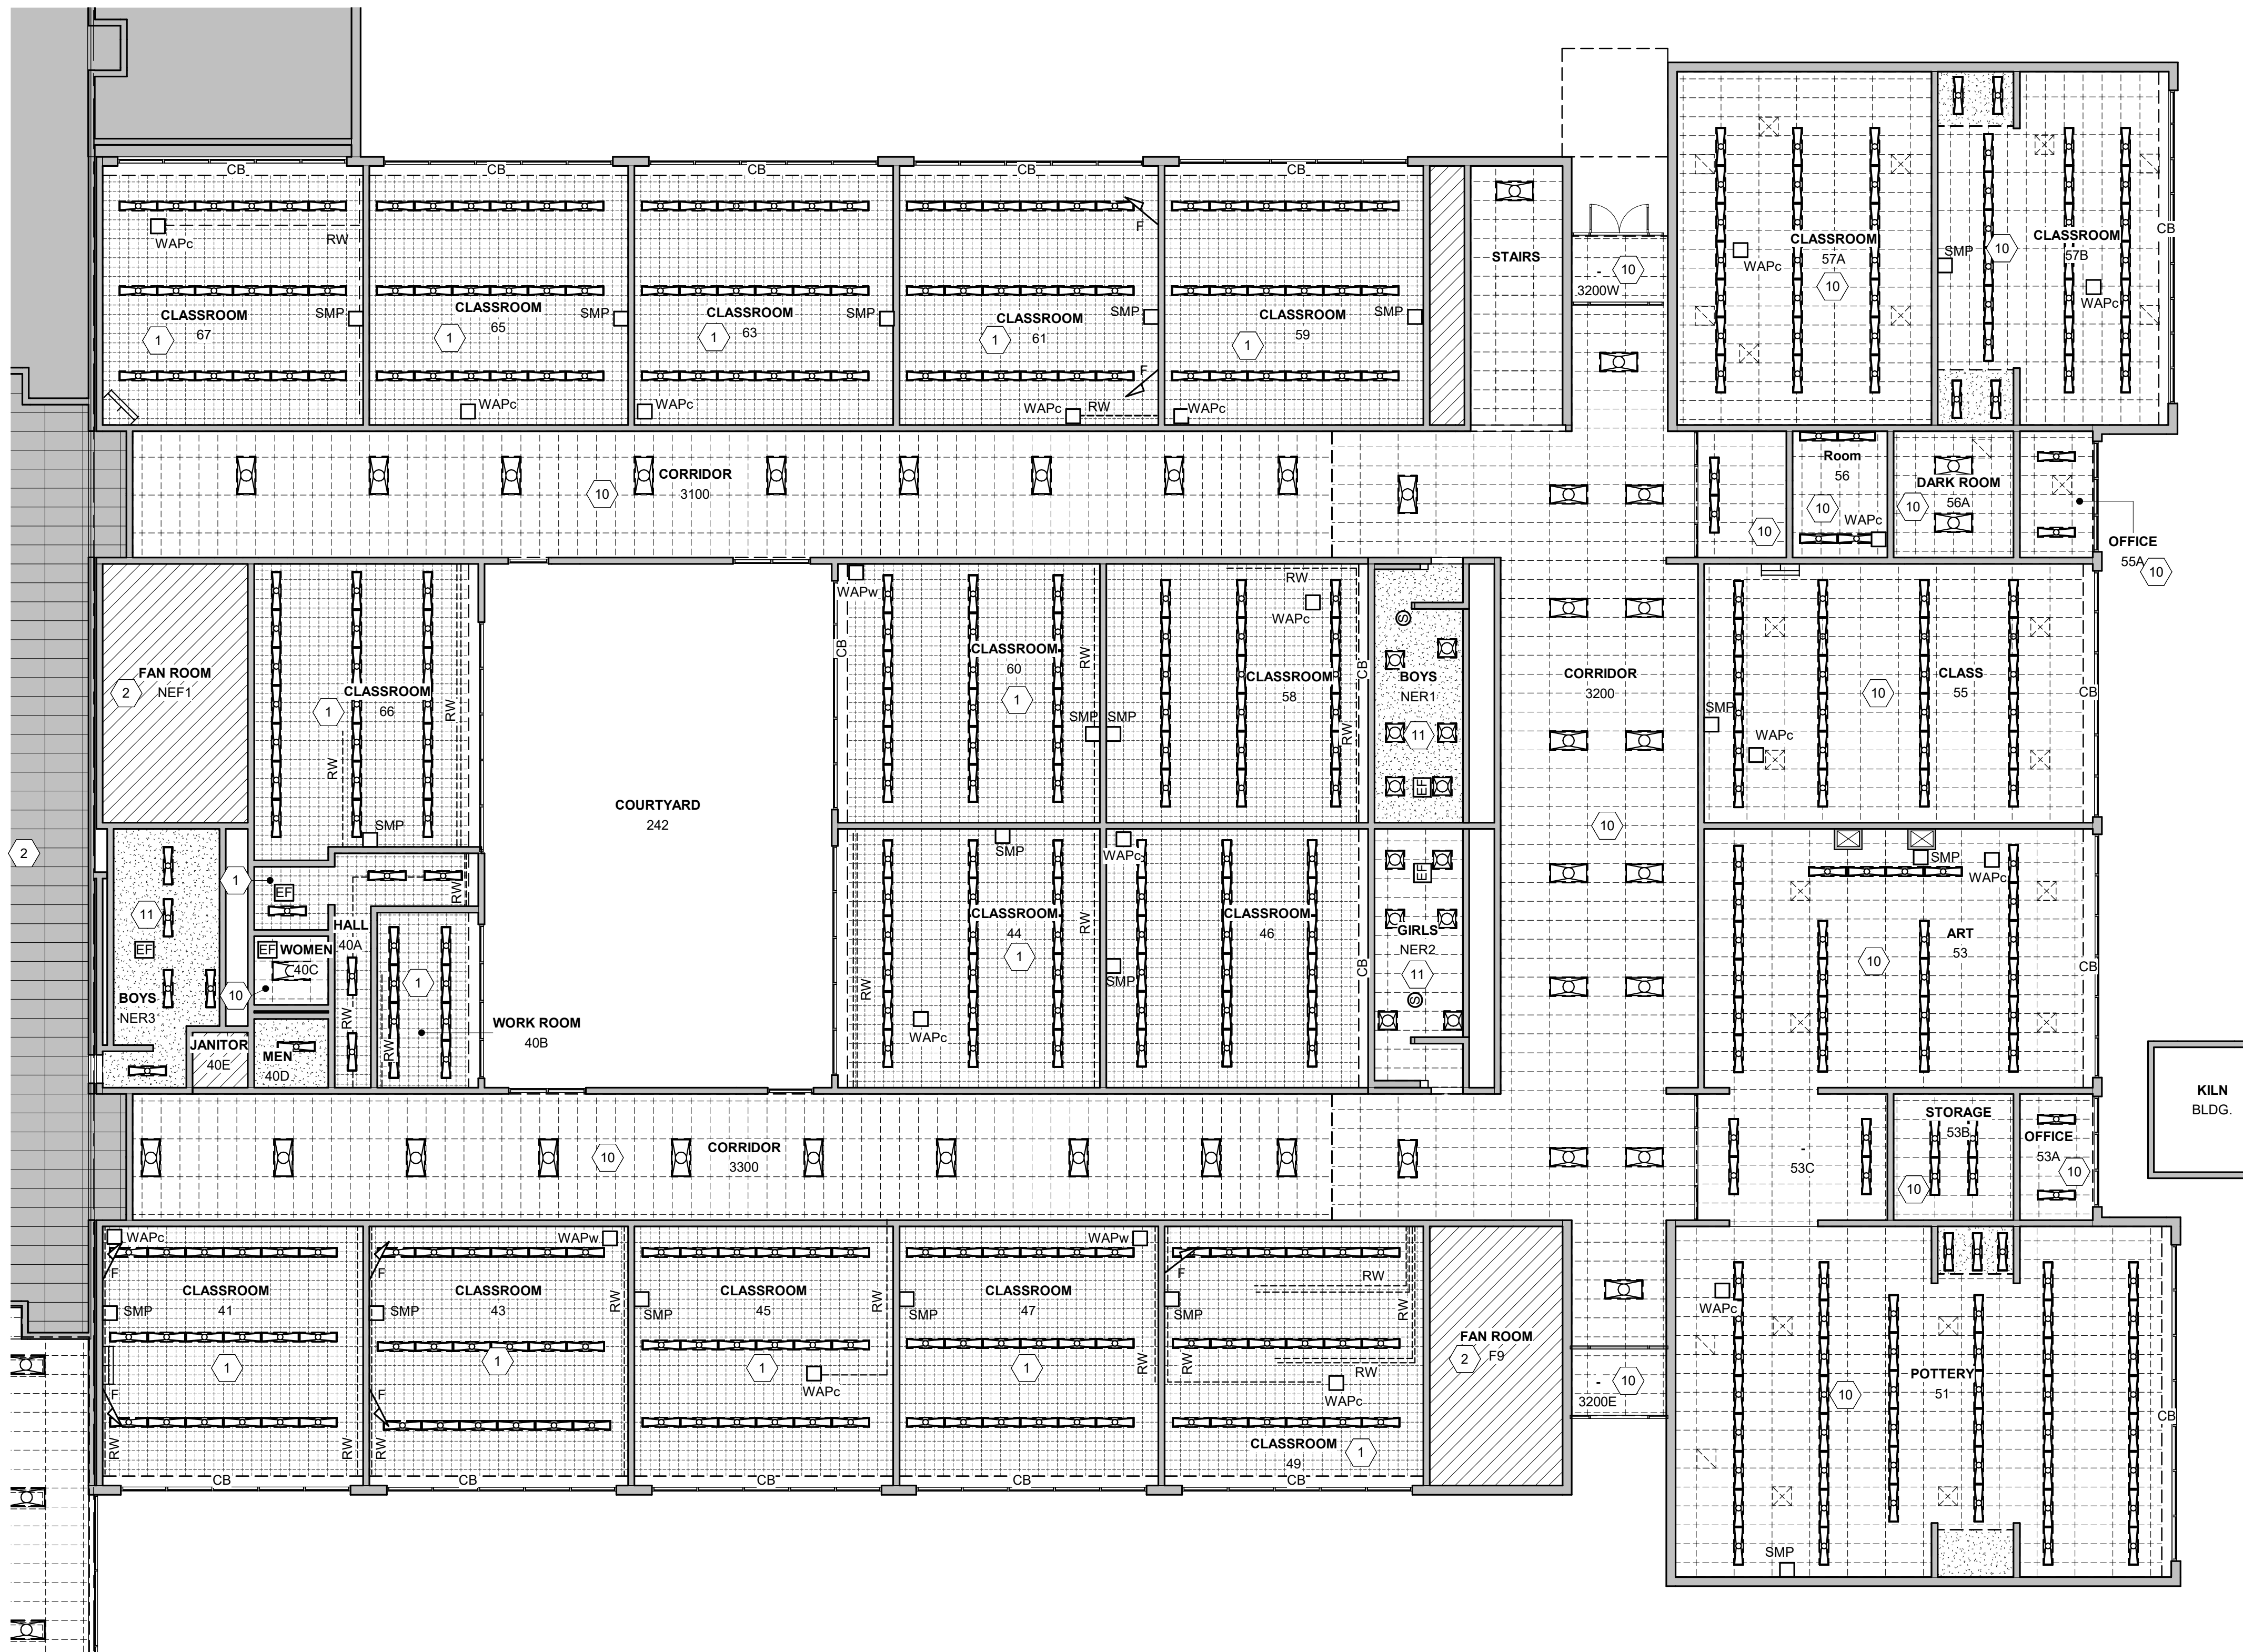 CB
CB
CB
CB
CB
WAPc
RW
F
CLASSROOM
67
1
SMP
CLASSROOM
65
1
SMP
WAPc
CLASSROOM
63
1
SMP
WAPc
CLASSROOM
61
1
SMP
F
WAPc
RW
CLASSROOM
59
1
SMP
WAPc
STAIRS
-
3200W
10
CLASSROOM
57A
10
WAPc
SMP
10
CLASSROOM
57B
WAPc
CB
CORRIDOR
3100
10
10
Room
56
10
WAPc
DARK ROOM
56A
10
OFFICE
55A
10
FAN ROOM
NEF1
2
CLASSROOM
66
1
RW
RW
SMP
COURTYARD
242
WAPw
CB
CLASSROOM
60
1
RW
SMP
SMP
RW
WAPc
CLASSROOM
58
RW
CB
S
BOYS
NER1
11
EF
CORRIDOR
3200
10
CLASS
55
10
SMP
WAPc
CB
2
1
EF
11
EF
BOYS
NER3
EF
WOMEN
40C
10
HALL
40A
RW
RW
JANITOR
40E
MEN
40D
1
RW
WORK ROOM
40B
SMP
CLASSROOM
44
1
RW
RW
WAPc
WAPc
CLASSROOM
46
SMP
CB
EF
GIRLS
NER2
11
S
SMP
WAPc
ART
53
10
CB
KILN
BLDG.
CORRIDOR
3300
10
-
53C
STORAGE
53B
10
OFFICE
53A
10
WAPc
F
CLASSROOM
41
SMP
1
F
RW
RW
CB
WAPw
F
CLASSROOM
43
SMP
RW
1
F
RW
CB
CLASSROOM
45
SMP
RW
1
WAPc
CB
WAPw
CLASSROOM
47
SMP
1
RW
CB
F
RW
SMP
RW
RW
RW
WAPc
CLASSROOM
49
1
CB
FAN ROOM
F9
2
-
3200E
10
WAPc
POTTERY
51
10
CB
SMP